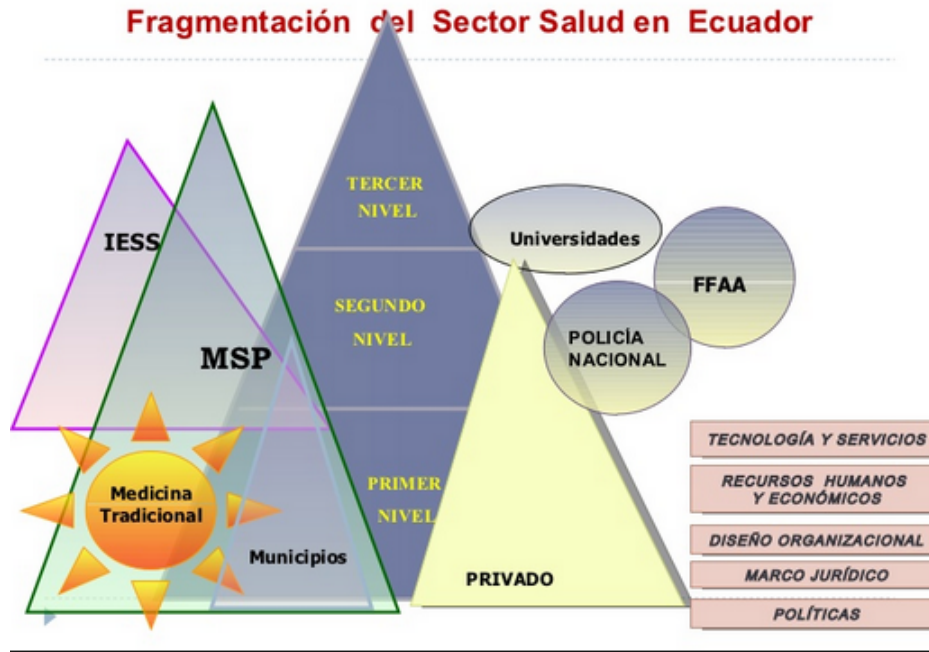 Fragmentación del Sector Salud en Ecuador
TERCER
NIVEL
IESS
Universidades
FFAA
SEGUNDO
NIVEL
MSP
POLICÍA
NACIONAL
TECNOLOGÍA Y SERVICIOS
RECURSOS HUMANOS
Y ECONÓMICOS
Medicina
Tradicional
PRIMER
NIVEL
DISEÑO ORGANIZACIONAL
Municipios
PRIVADO
MARCO JURÍDICO
POLÍTICAS